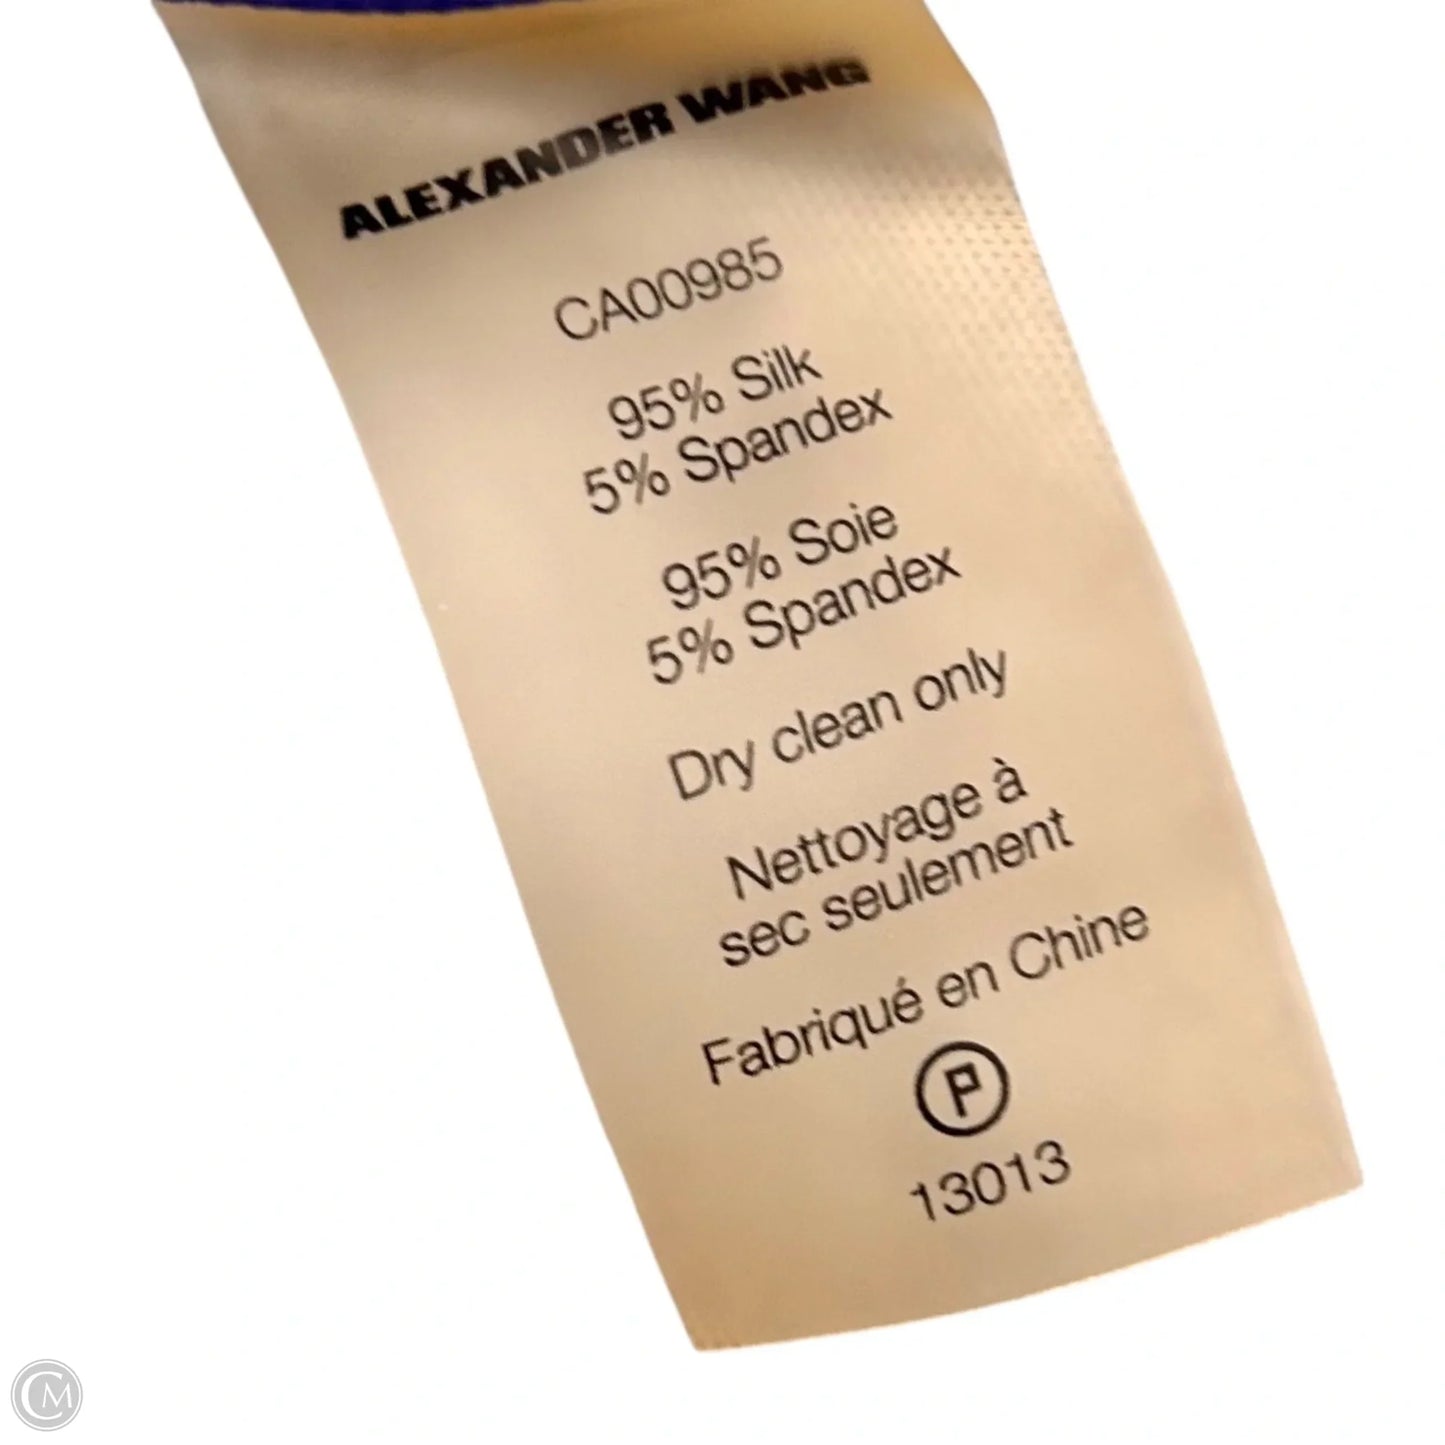 ALEXANDER WANG
CA00985
95% Silk
5% Spandex
95% Soie
5% Spandex
Dry clean only
Nettoyage à
sec seulement
Fabriqué en Chine
P
13013
CM